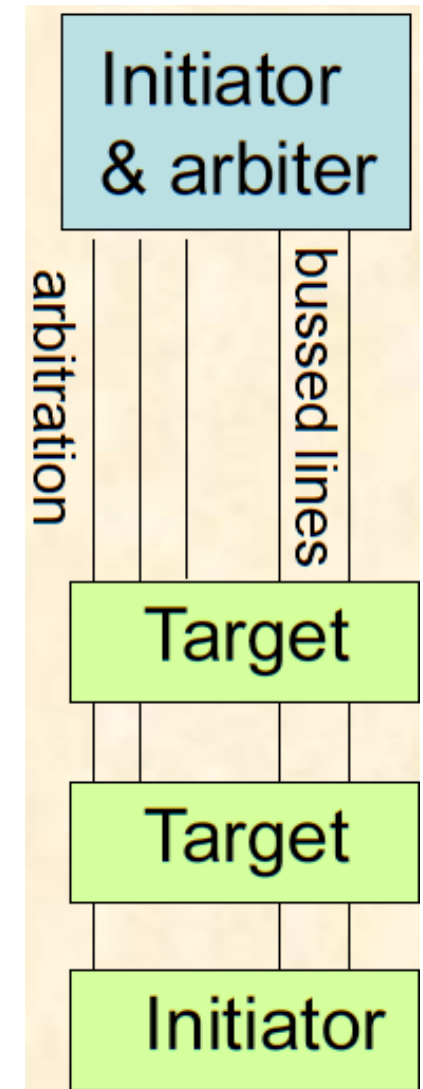 Initiator
& arbiter
arbitration
bussed lines
Target
Target
Initiator